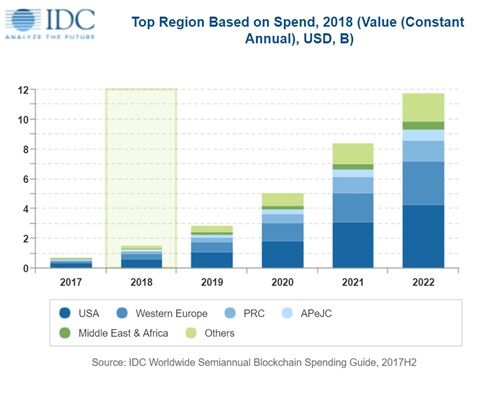 IDC
ANALYZE THE FUTURE
Top Region Based on Spend, 2018 (Value (Constant
Annual), USD, B)
12
10
8
6
4
2
0
2017 2018 2019 2020 2021 2022
USA Western Europe PRC APeJC
Middle East & Africa Others
Source: IDC Worldwide Semiannual Blockchain Spending Guide, 2017H2